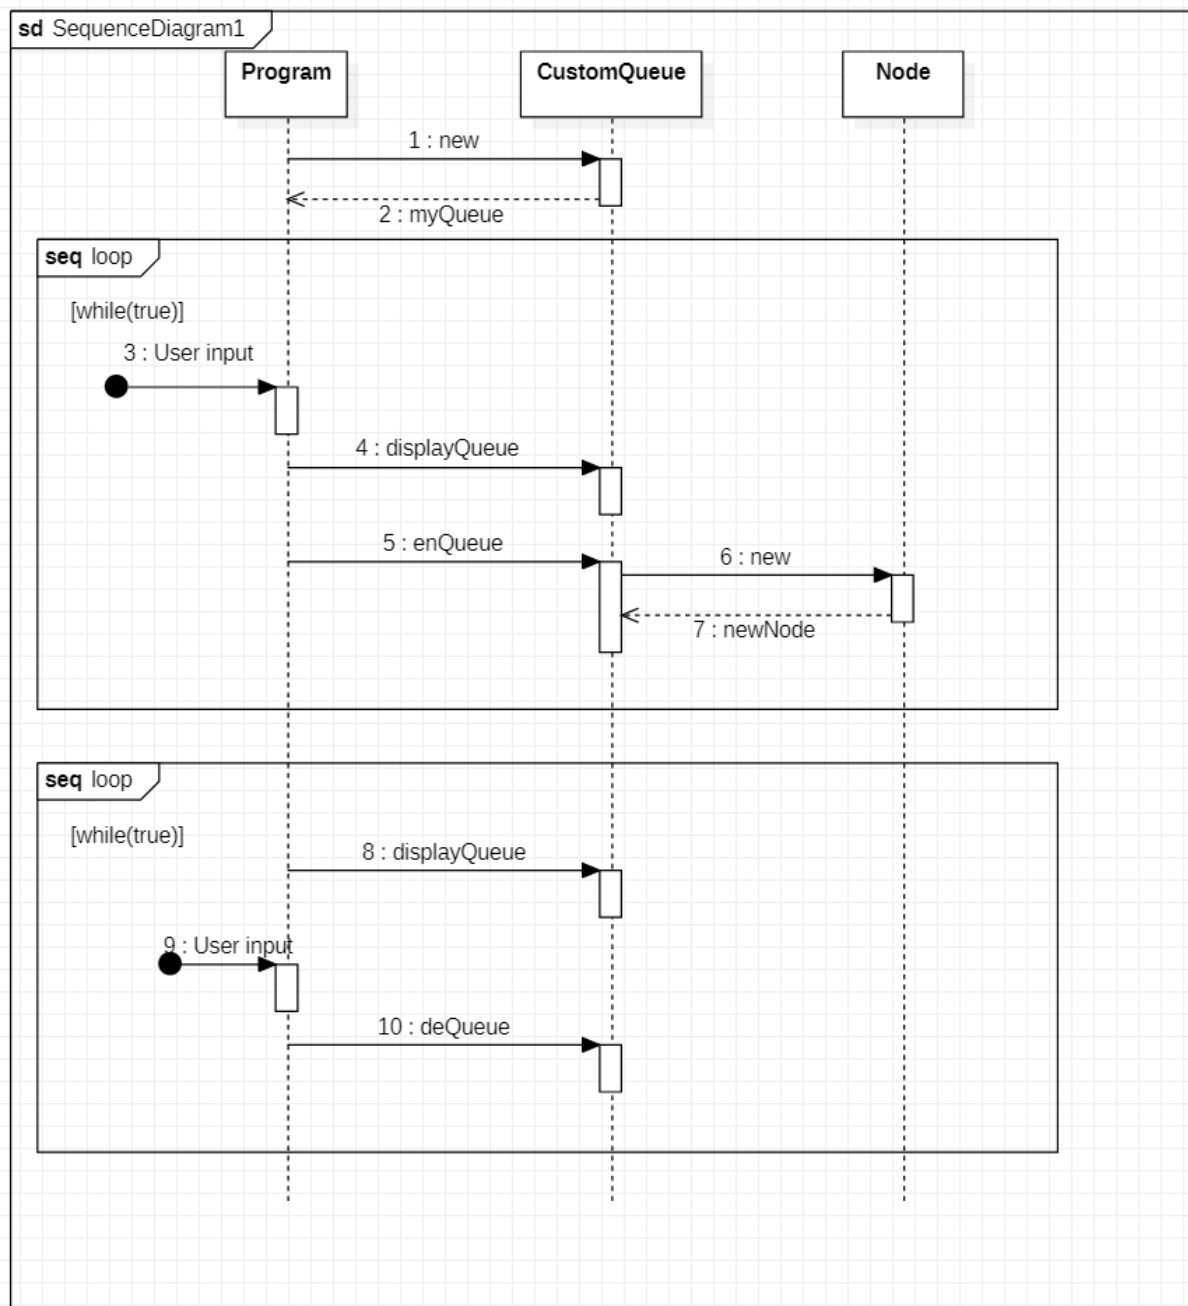 sd SequenceDiagram1
Program
CustomQueue
Node
1 : new
2 : myQueue
seq loop
[while(true)]
3 : User input
4 : displayQueue
5 : enQueue
6 : new
7 : newNode
seq loop
[while(true)]
8 : displayQueue
9 : User input
10 : deQueue